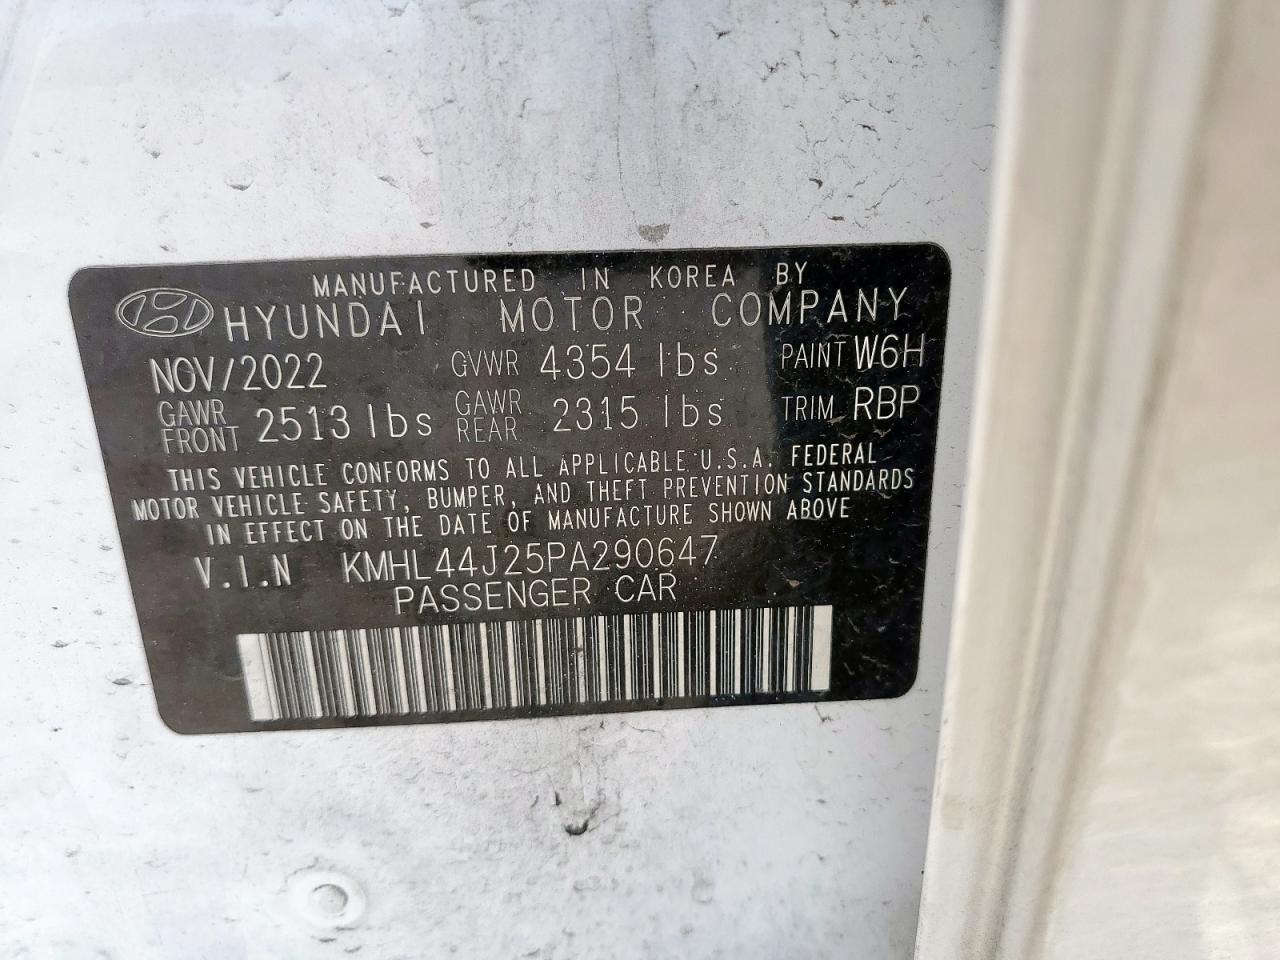 MANUFACTURED IN KOREA BY
HYUNDAI MOTOR COMPANY
NOV/2022 GVWR 4354 lbs PAINT W6H
GAWR FRONT 2513 lbs GAWR REAR 2315 lbs TRIM RBP
THIS VEHICLE CONFORMS TO ALL APPLICABLE U.S.A. FEDERAL
MOTOR VEHICLE SAFETY, BUMPER, AND THEFT PREVENTION STANDARDS
IN EFFECT ON THE DATE OF MANUFACTURE SHOWN ABOVE
V.I.N KMHL44J25PA290647
PASSENGER CAR